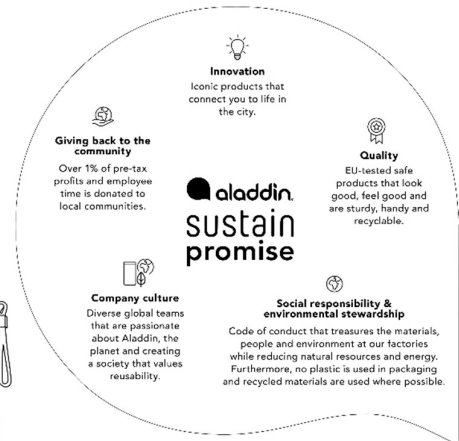 Innovation
Iconic products that
connect you to life in
the city.
Giving back to the
community
Over 1% of pre-tax
profits and employee
time is donated to
local communities.
Quality
EU-tested safe
products that look
good, feel good and
are sturdy, handy and
recyclable.
aladdin
sustain
promise
Company culture
Diverse global teams
that are passionate
about Aladdin, the
planet and creating
a society that values
reusability.
Social responsibility &
environmental stewardship
Code of conduct that treasures the materials,
people and environment at our factories
while reducing natural resources and energy.
Furthermore, no plastic is used in packaging
and recycled materials are used where possible.